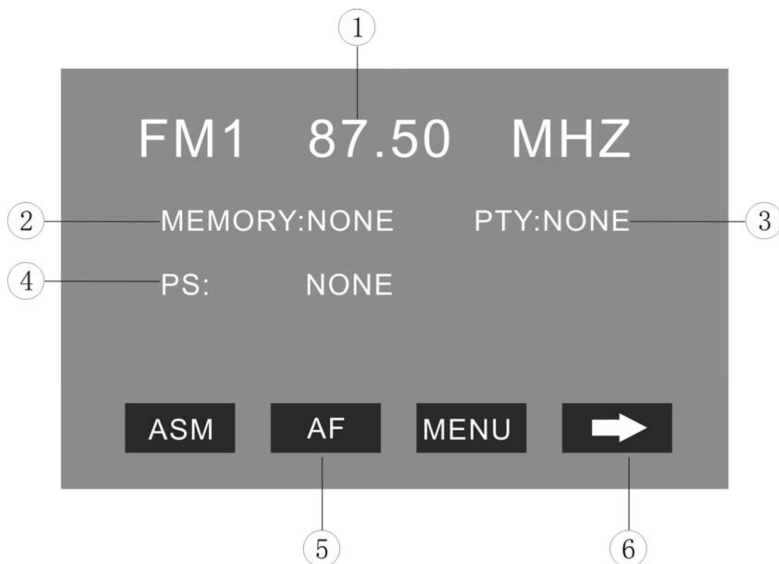 ①
FM1 87.50 MHZ
② MEMORY:NONE PTY:NONE ③
④ PS: NONE
ASM AF MENU
⑤ ⑥